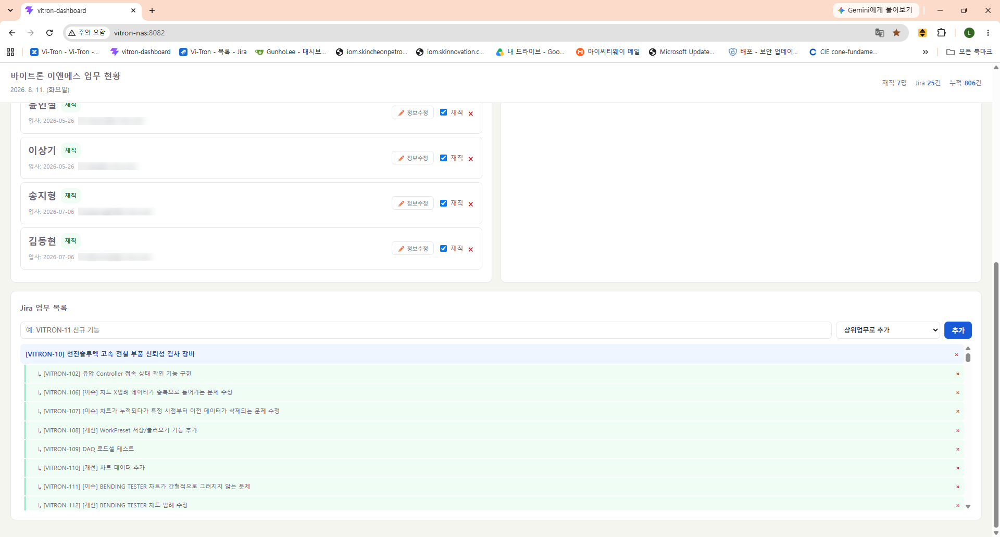 vitron-dashboard
Gemini에게 물어보기
주의 요함 vitron-nas:8082
L
Vi-Tron - Vi-Tron -... vitron-dashboard Vi-Tron - 목록 - Jira GunhoLee - 대시보... iom.skincheonpetro... iom.skinnovation.c... 내 드라이브 - Goo... 아이씨티웨이 메일 Microsoft Update... 배포 - 보안 업데이... CIE cone-fundame... 모든 북마크
바이트론 이앤에스 업무 현황
2026. 8. 11. (화요일)
재직 7명 Jira 25건 누적 806건
윤인철 재직
정보수정 재직
입사: 2026-05-26
이상기 재직
정보수정 재직
입사: 2026-05-26
송지형 재직
정보수정 재직
입사: 2026-07-06
김동현 재직
정보수정 재직
입사: 2026-07-06
Jira 업무 목록
예: VITRON-11 신규 기능 상위업무로 추가 추가
[VITRON-10] 선진솔루텍 고속 전철 부품 신뢰성 검사 장비
↳ [VITRON-102] 유압 Controller 접속 상태 확인 기능 구현
↳ [VITRON-106] [이슈] 차트 X범례 데이터가 중복으로 들어가는 문제 수정
↳ [VITRON-107] [이슈] 차트가 누적되다가 특정 시점부터 이전 데이터가 삭제되는 문제 수정
↳ [VITRON-108] [개선] WorkPreset 저장/불러오기 기능 추가
↳ [VITRON-109] DAQ 로드셀 테스트
↳ [VITRON-110] [개선] 차트 데이터 추가
↳ [VITRON-111] [이슈] BENDING TESTER 차트가 간헐적으로 그려지지 않는 문제
↳ [VITRON-112] [개선] BENDING TESTER 차트 범례 수정